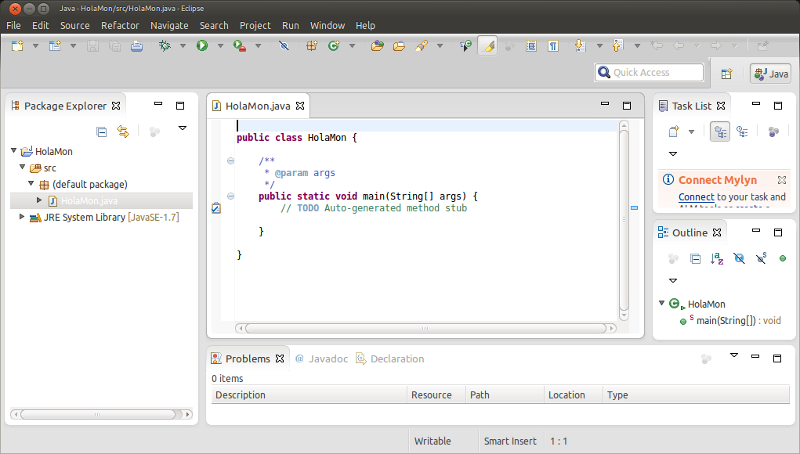 Java - HolaMon/src/HolaMon.java - Eclipse
File Edit Source Refactor Navigate Search Project Run Window Help
Quick Access
Java
Package Explorer
HolaMon
src
(default package)
HolaMon.java
JRE System Library [JavaSE-1.7]
HolaMon.java
public class HolaMon {
/**
* @param args
*/
public static void main(String[] args) {
// TODO Auto-generated method stub
}
}
Task List
Connect Mylyn
Connect to your task and
Outline
HolaMon
main(String[]) : void
Problems @ Javadoc Declaration
0 items
Description Resource Path Location Type
Writable Smart Insert 1 : 1